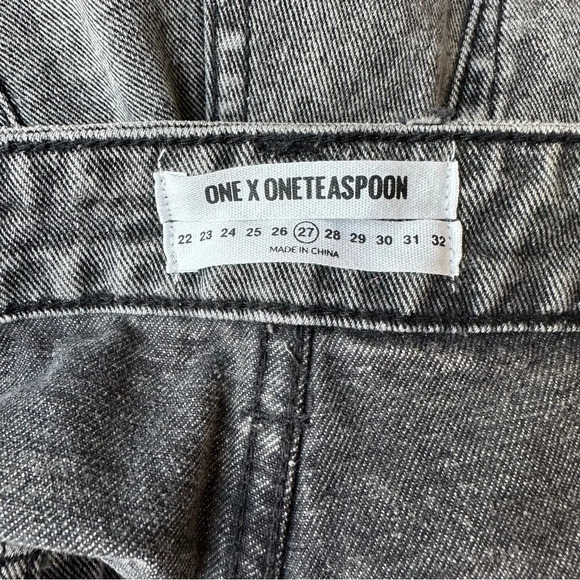 ONE X ONETEASPOON
22 23 24 25 26 27 28 29 30 31 32
MADE IN CHINA